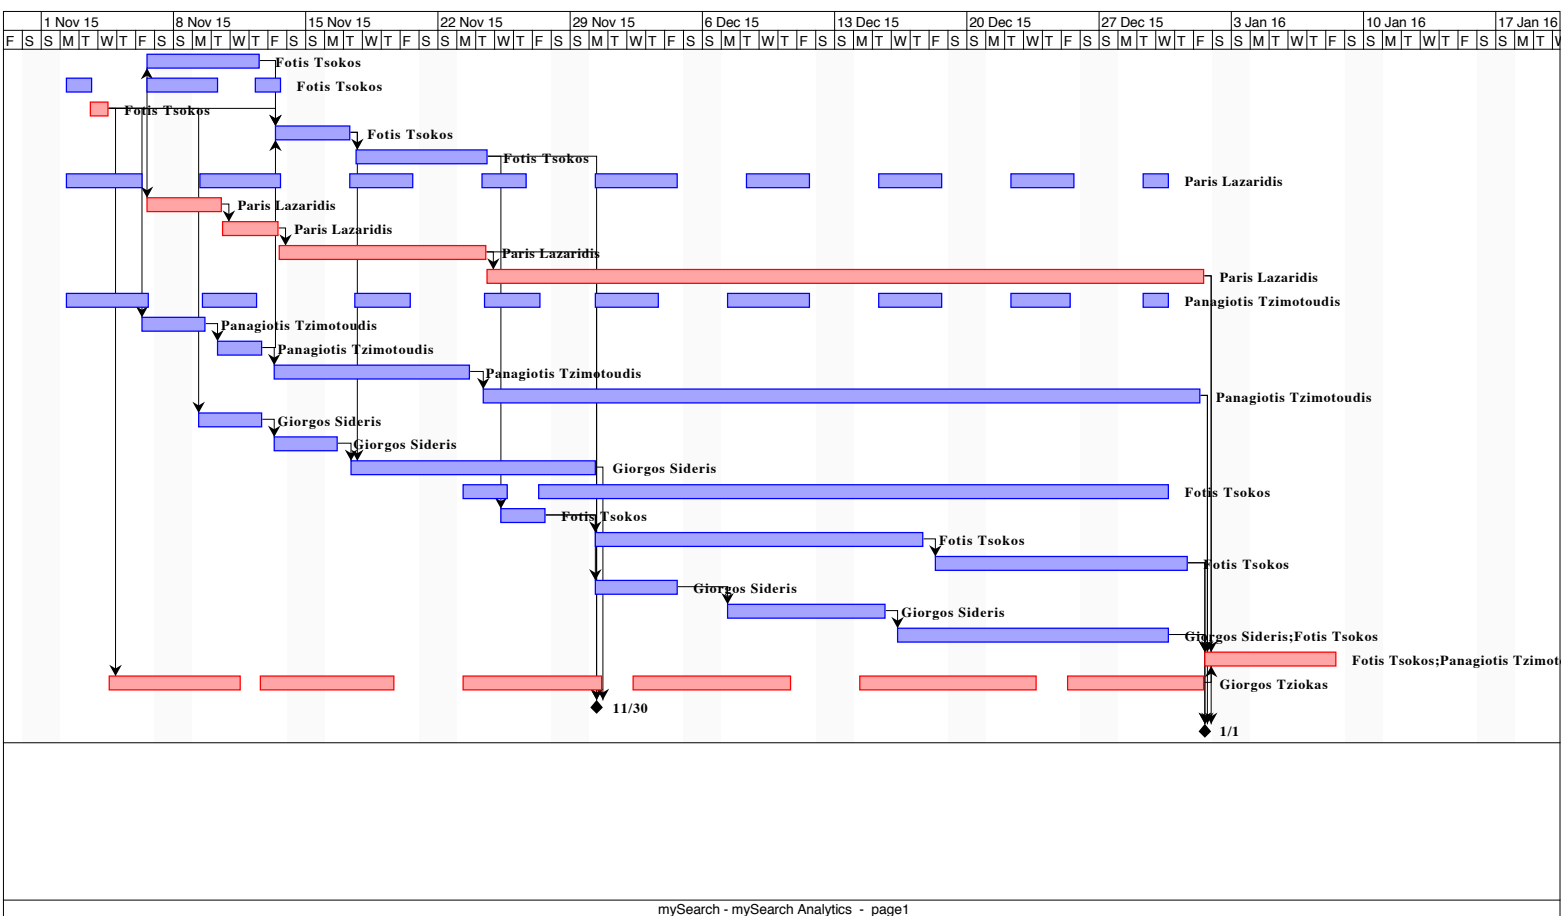 1 Nov 15 8 Nov 15 15 Nov 15 22 Nov 15 29 Nov 15 6 Dec 15 13 Dec 15 20 Dec 15 27 Dec 15 3 Jan 16 10 Jan 16 17 Jan 16
F S S M T W T F S S M T W T F S S M T W T F S S M T W T F S S M T W T F S S M T W T F S S M T W T F S S M T W T F S S M T W T F S S M T W T F S S M T W T F S S M T W
Fotis Tsokos
Fotis Tsokos
Fotis Tsokos
Fotis Tsokos
Fotis Tsokos
Paris Lazaridis
Paris Lazaridis
Paris Lazaridis
Paris Lazaridis
Paris Lazaridis
Panagiotis Tzimotoudis
Panagiotis Tzimotoudis
Panagiotis Tzimotoudis
Panagiotis Tzimotoudis
Panagiotis Tzimotoudis
Giorgos Sideris
Giorgos Sideris
Giorgos Sideris
Fotis Tsokos
Fotis Tsokos
Fotis Tsokos
Fotis Tsokos
Giorgos Sideris
Giorgos Sideris
Giorgos Sideris;Fotis Tsokos
Fotis Tsokos;Panagiotis Tzimot
Giorgos Tziokas
11/30
1/1
mySearch - mySearch Analytics - page1